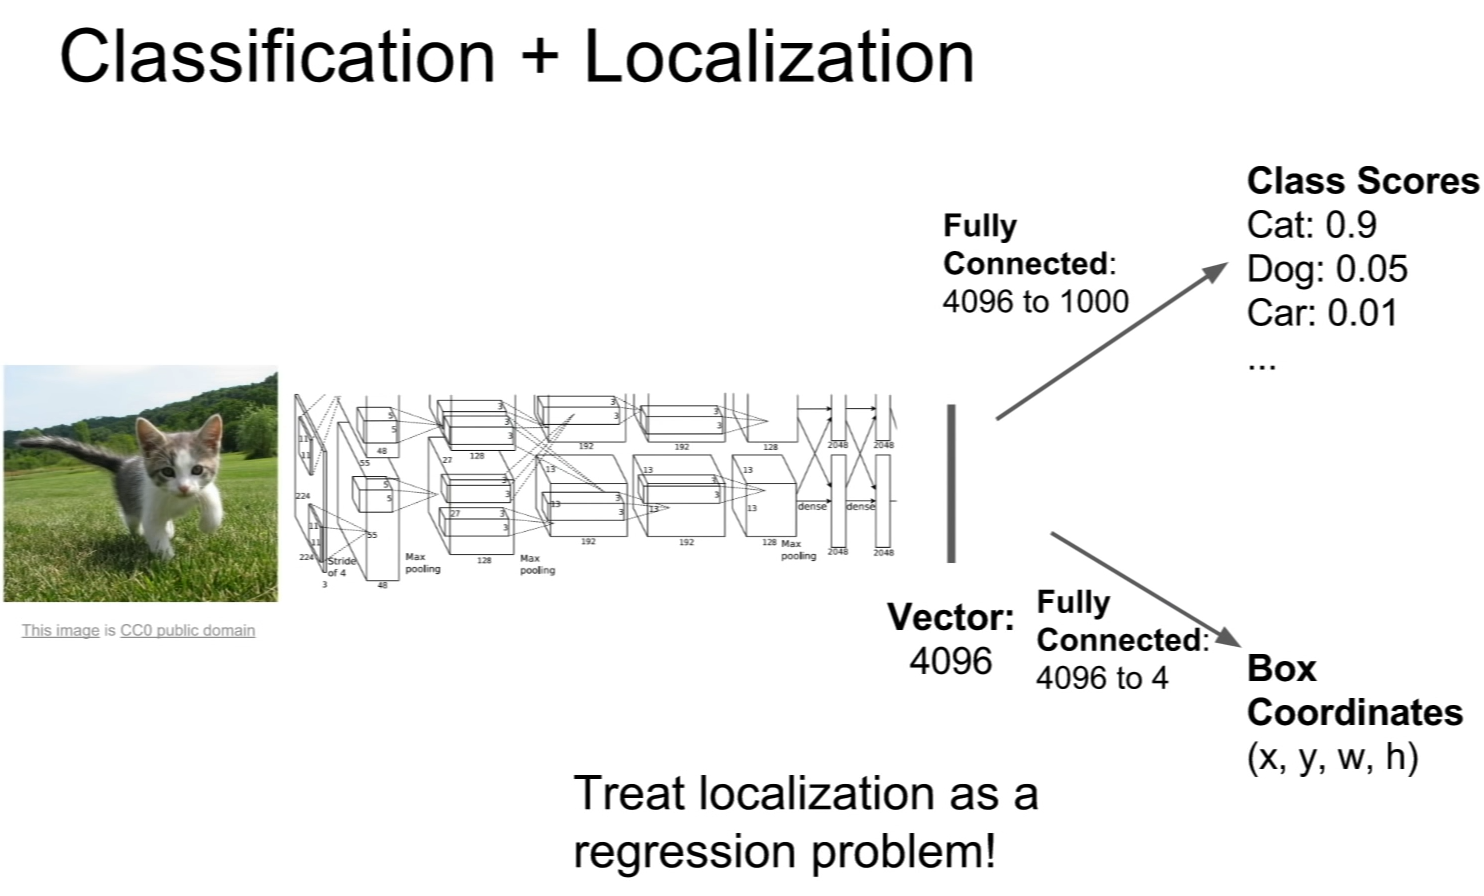 Classification + Localization
Class Scores
Cat: 0.9
Dog: 0.05
Car: 0.01
...
Fully
Connected:
4096 to 1000
11
11
224
11
11
224
3
Stride
of 4
55
55
5
5
48
5
5
48
Max
pooling
27
128
3
3
3
3
27
3
3
128
Max
pooling
3
3
192
13
13
3
3
192
3
3
192
13
13
3
3
192
128
13
13
128
Max
pooling
dense
dense
2048
2048
2048
2048
This image is CC0 public domain
Vector:
4096
Fully
Connected:
4096 to 4
Box
Coordinates
(x, y, w, h)
Treat localization as a
regression problem!